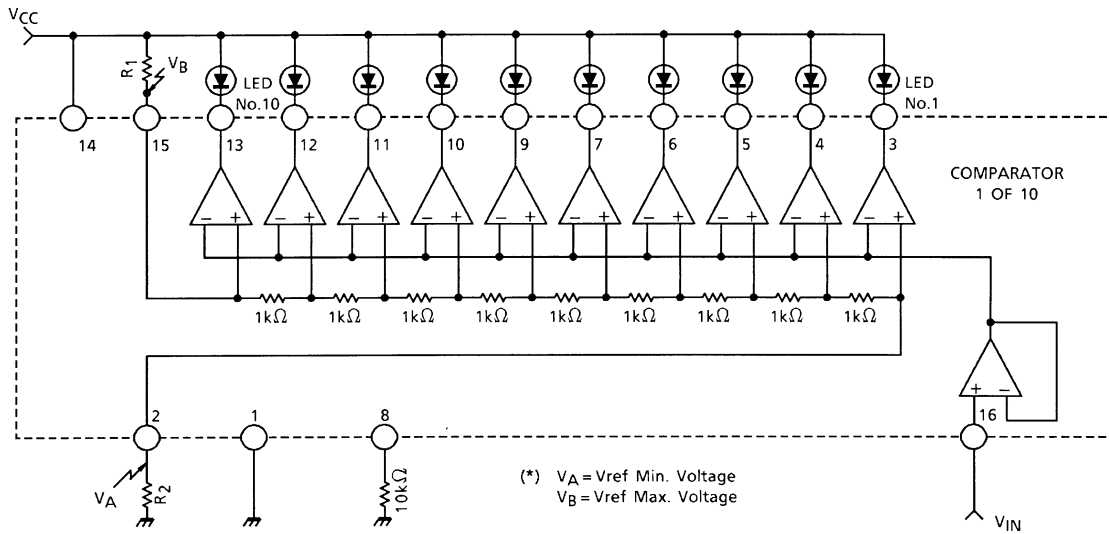 VCC
R1
VB
LED
No.10
LED
No.1
14
15
13
12
11
10
9
7
6
5
4
3
COMPARATOR
1 OF 10
− +
− +
− +
− +
− +
− +
− +
− +
− +
− +
1kΩ
1kΩ
1kΩ
1kΩ
1kΩ
1kΩ
1kΩ
1kΩ
1kΩ
+ −
2
1
8
16
VA
R2
10kΩ
(*) VA = Vref Min. Voltage
VB = Vref Max. Voltage
VIN